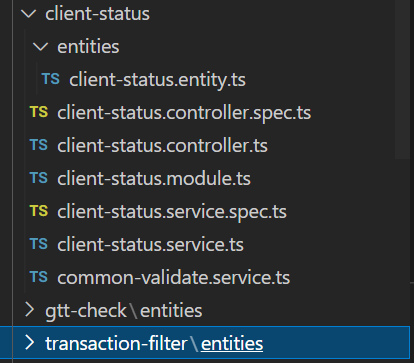 client-status
entities
TS client-status.entity.ts
TS client-status.controller.spec.ts
TS client-status.controller.ts
TS client-status.module.ts
TS client-status.service.spec.ts
TS client-status.service.ts
TS common-validate.service.ts
gtt-check\entities
transaction-filter\entities